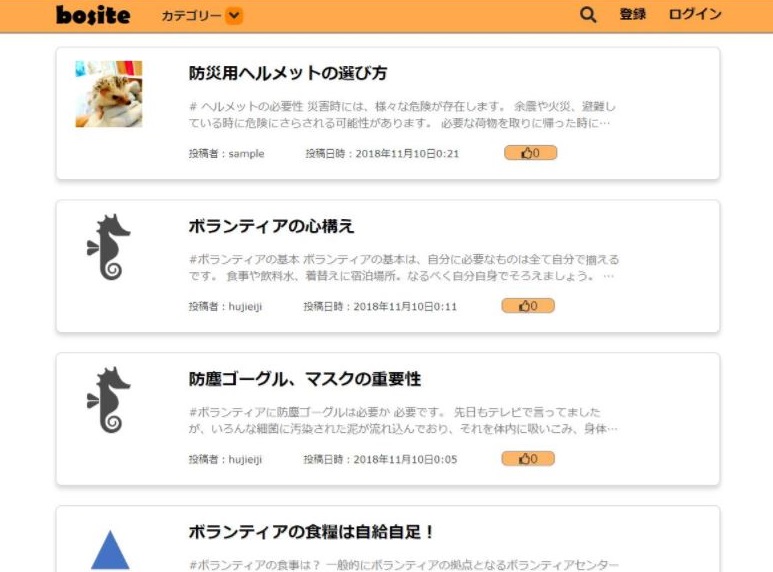 bosite カテゴリー 登録 ログイン
防災用ヘルメットの選び方
# ヘルメットの必要性 災害時には、様々な危険が存在します。 余震や火災、避難し
ている時に危険にさらされる可能性があります。 必要な荷物を取りに帰った時に…
投稿者：sample 投稿日時：2018年11月10日0:21 0
ボランティアの心構え
#ボランティアの基本 ボランティアの基本は、自分に必要なものは全て自分で揃える
です。 食事や飲料水、着替えに宿泊場所。なるべく自分自身でそろえましょう。 …
投稿者：hujieiji 投稿日時：2018年11月10日0:11 0
防塵ゴーグル、マスクの重要性
#ボランティアに防塵ゴーグルは必要か 必要です。 先日もテレビで言ってました
が、いろんな細菌に汚染された泥が流れ込んでおり、それを体内に吸いこみ、身体…
投稿者：hujieiji 投稿日時：2018年11月10日0:05 0
ボランティアの食糧は自給自足！
#ボランティアの食事は？ 一般的にボランティアの拠点となるボランティアセンター